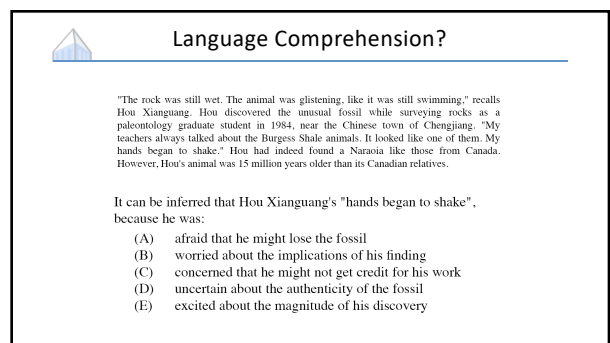 Language Comprehension?
"The rock was still wet. The animal was glistening, like it was still swimming," recalls
Hou Xianguang. Hou discovered the unusual fossil while surveying rocks as a
paleontology graduate student in 1984, near the Chinese town of Chengjiang. "My
teachers always talked about the Burgess Shale animals. It looked like one of them. My
hands began to shake." Hou had indeed found a Naraoia like those from Canada.
However, Hou's animal was 15 million years older than its Canadian relatives.
It can be inferred that Hou Xianguang's "hands began to shake",
because he was:
(A) afraid that he might lose the fossil
(B) worried about the implications of his finding
(C) concerned that he might not get credit for his work
(D) uncertain about the authenticity of the fossil
(E) excited about the magnitude of his discovery